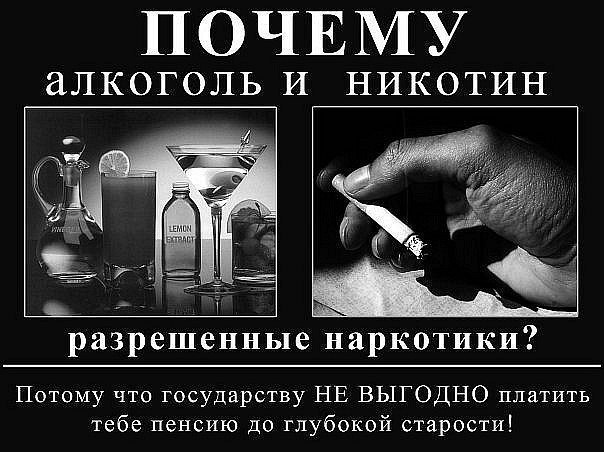 ПОЧЕМУ
алкоголь и никотин
LEMON
EXTRACT
разрешенные наркотики?
Потому что государству НЕ ВЫГОДНО платить
тебе пенсию до глубокой старости!